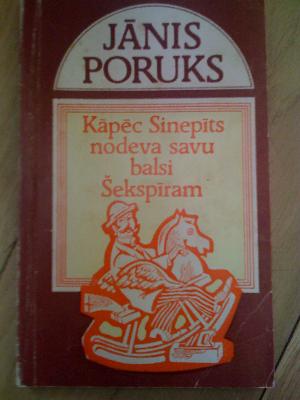 JĀNIS
PORUKS
Kāpēc Sinepīts
nodeva savu
balsi
Šekspīram